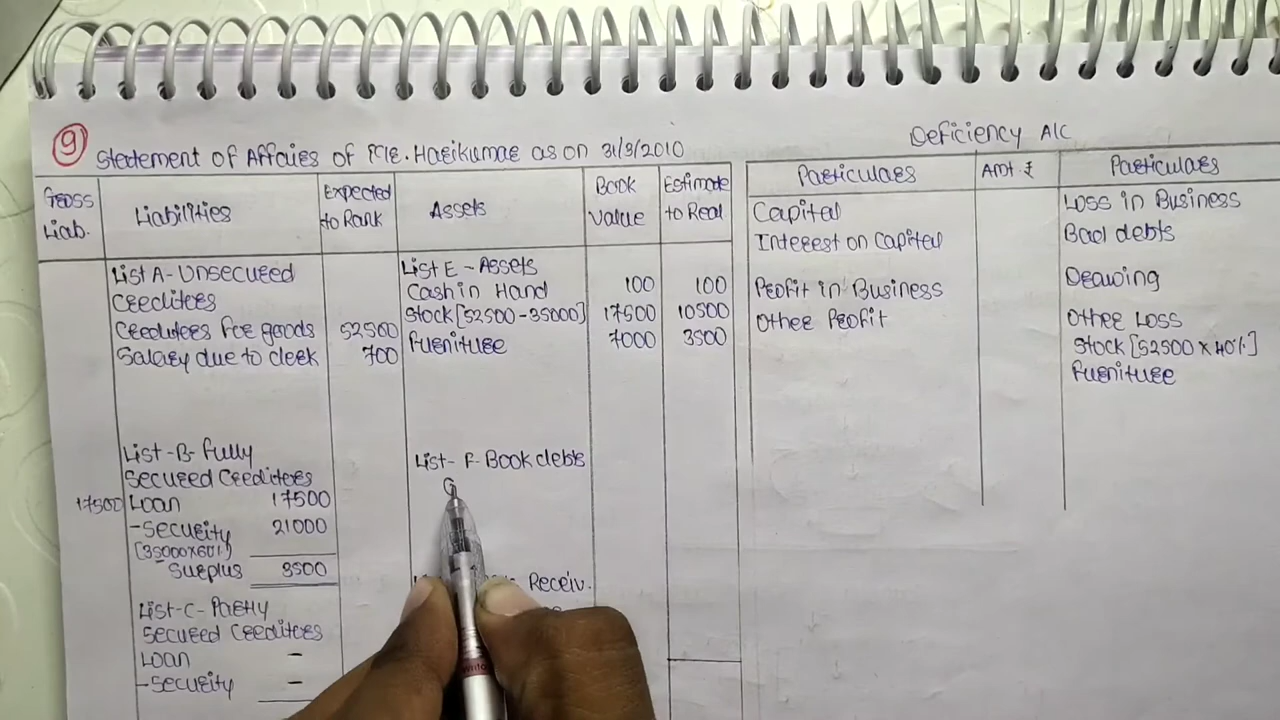 9
Statement of Affairs of Mr. Harikumar as on 31/3/2010
Gross Liab.
Liabilities
Expected to Rank
Assets
Book Value
Estimate to Real
List A - Unsecured Creditors
Creditors for goods 52500
Salary due to clerk 700
List E - Assets
Cash in Hand 100 100
Stock [52500 - 35000] 17500 10500
Furniture 7000 3500
List - B - Fully
Secured Creditors
17500 Loan 17500
- Security 21000
[35000 x 60%]
Surplus 3500
List - C - Partly
Secured Creditors
Loan -
- Security -
List - F - Book debts
G
Receiv.
Deficiency A/C
Particulars
Amt. ₹
Particulars
Capital
Interest on Capital
Profit in Business
Other Profit
Loss in Business
Bad debts
Drawing
Other Loss
Stock [52500 x 40%]
Furniture